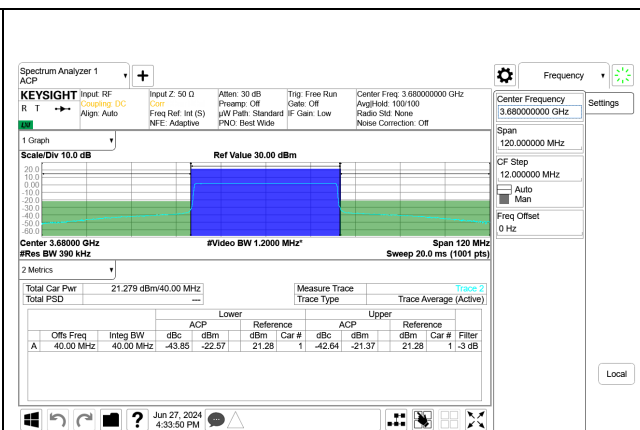 Spectrum Analyzer 1
ACP
Frequency
KEYSIGHT
R T
LXI
Input: RF
Coupling: DC
Align: Auto
Input Z: 50 Ω
Corr
Freq Ref: Int (S)
NFE: Adaptive
Atten: 30 dB
Preamp: Off
µW Path: Standard
PNO: Best Wide
Trig: Free Run
Gate: Off
IF Gain: Low
Center Freq: 3.680000000 GHz
Avg|Hold: 100/100
Radio Std: None
Noise Correction: Off
Center Frequency
3.680000000 GHz
Settings
Span
120.000000 MHz
CF Step
12.000000 MHz
Auto
Man
Freq Offset
0 Hz
Local
1 Graph
Scale/Div 10.0 dB
Ref Value 30.00 dBm
20.0
10.0
0.00
-10.0
-20.0
-30.0
-40.0
-50.0
-60.0
Center 3.68000 GHz
#Video BW 1.2000 MHz*
Span 120 MHz
#Res BW 390 kHz
Sweep 20.0 ms (1001 pts)
2 Metrics
Total Car Pwr 21.279 dBm/40.00 MHz
Total PSD ---
Measure Trace Trace 2
Trace Type Trace Average (Active)
Lower Upper
ACP Reference ACP Reference
Offs Freq Integ BW dBc dBm dBm Car # dBc dBm dBm Car # Filter
A 40.00 MHz 40.00 MHz -43.85 -22.57 21.28 1 -42.64 -21.37 21.28 1 -3 dB
?
Jun 27, 2024
4:33:50 PM